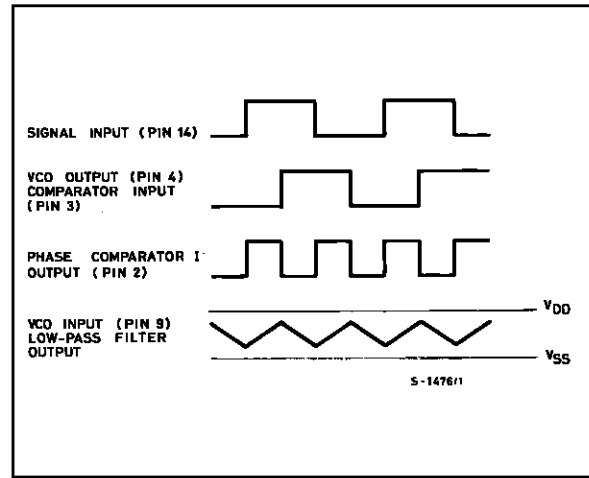 SIGNAL INPUT (PIN 14)
VCO OUTPUT (PIN 4)
COMPARATOR INPUT
(PIN 3)
PHASE COMPARATOR I
OUTPUT (PIN 2)
VDD
VCO INPUT (PIN 9)
LOW-PASS FILTER
OUTPUT
VSS
S-1476/1